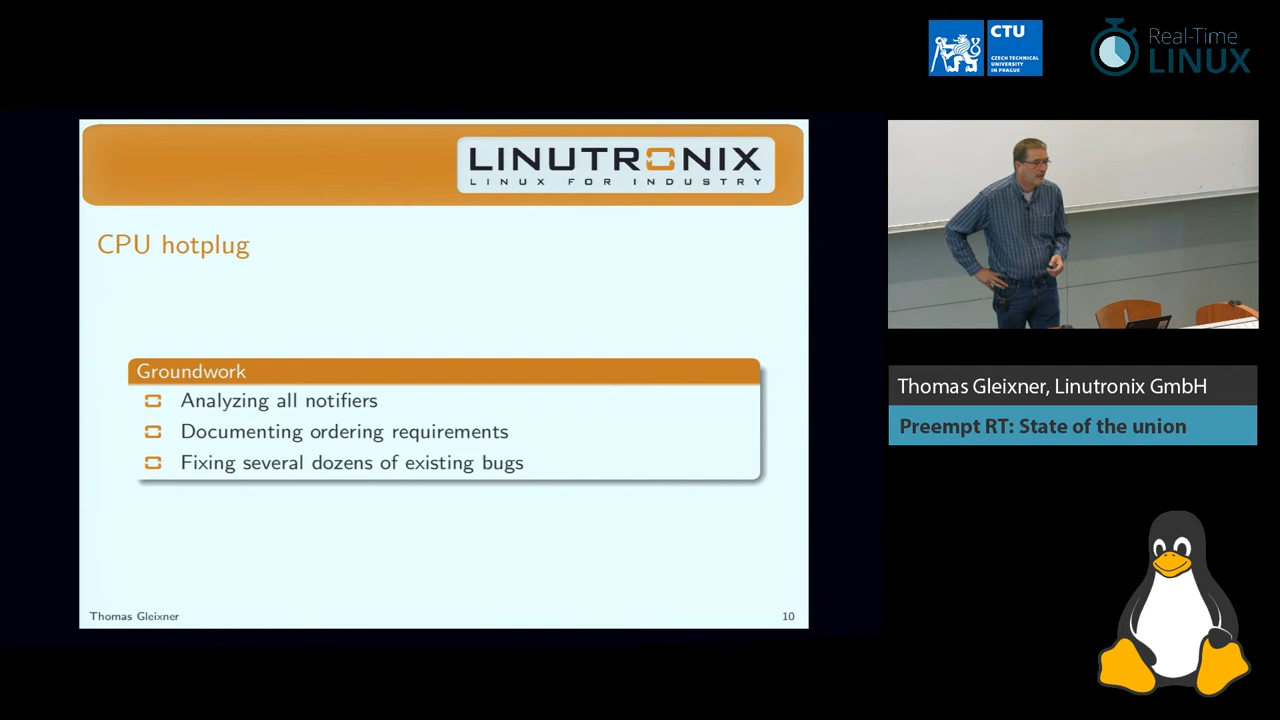 CTU
CZECH TECHNICAL
UNIVERSITY
IN PRAGUE
Real-Time
LINUX
LINUTRONIX
LINUX FOR INDUSTRY
CPU hotplug
Groundwork
Analyzing all notifiers
Documenting ordering requirements
Fixing several dozens of existing bugs
Thomas Gleixner
10
Thomas Gleixner, Linutronix GmbH
Preempt RT: State of the union